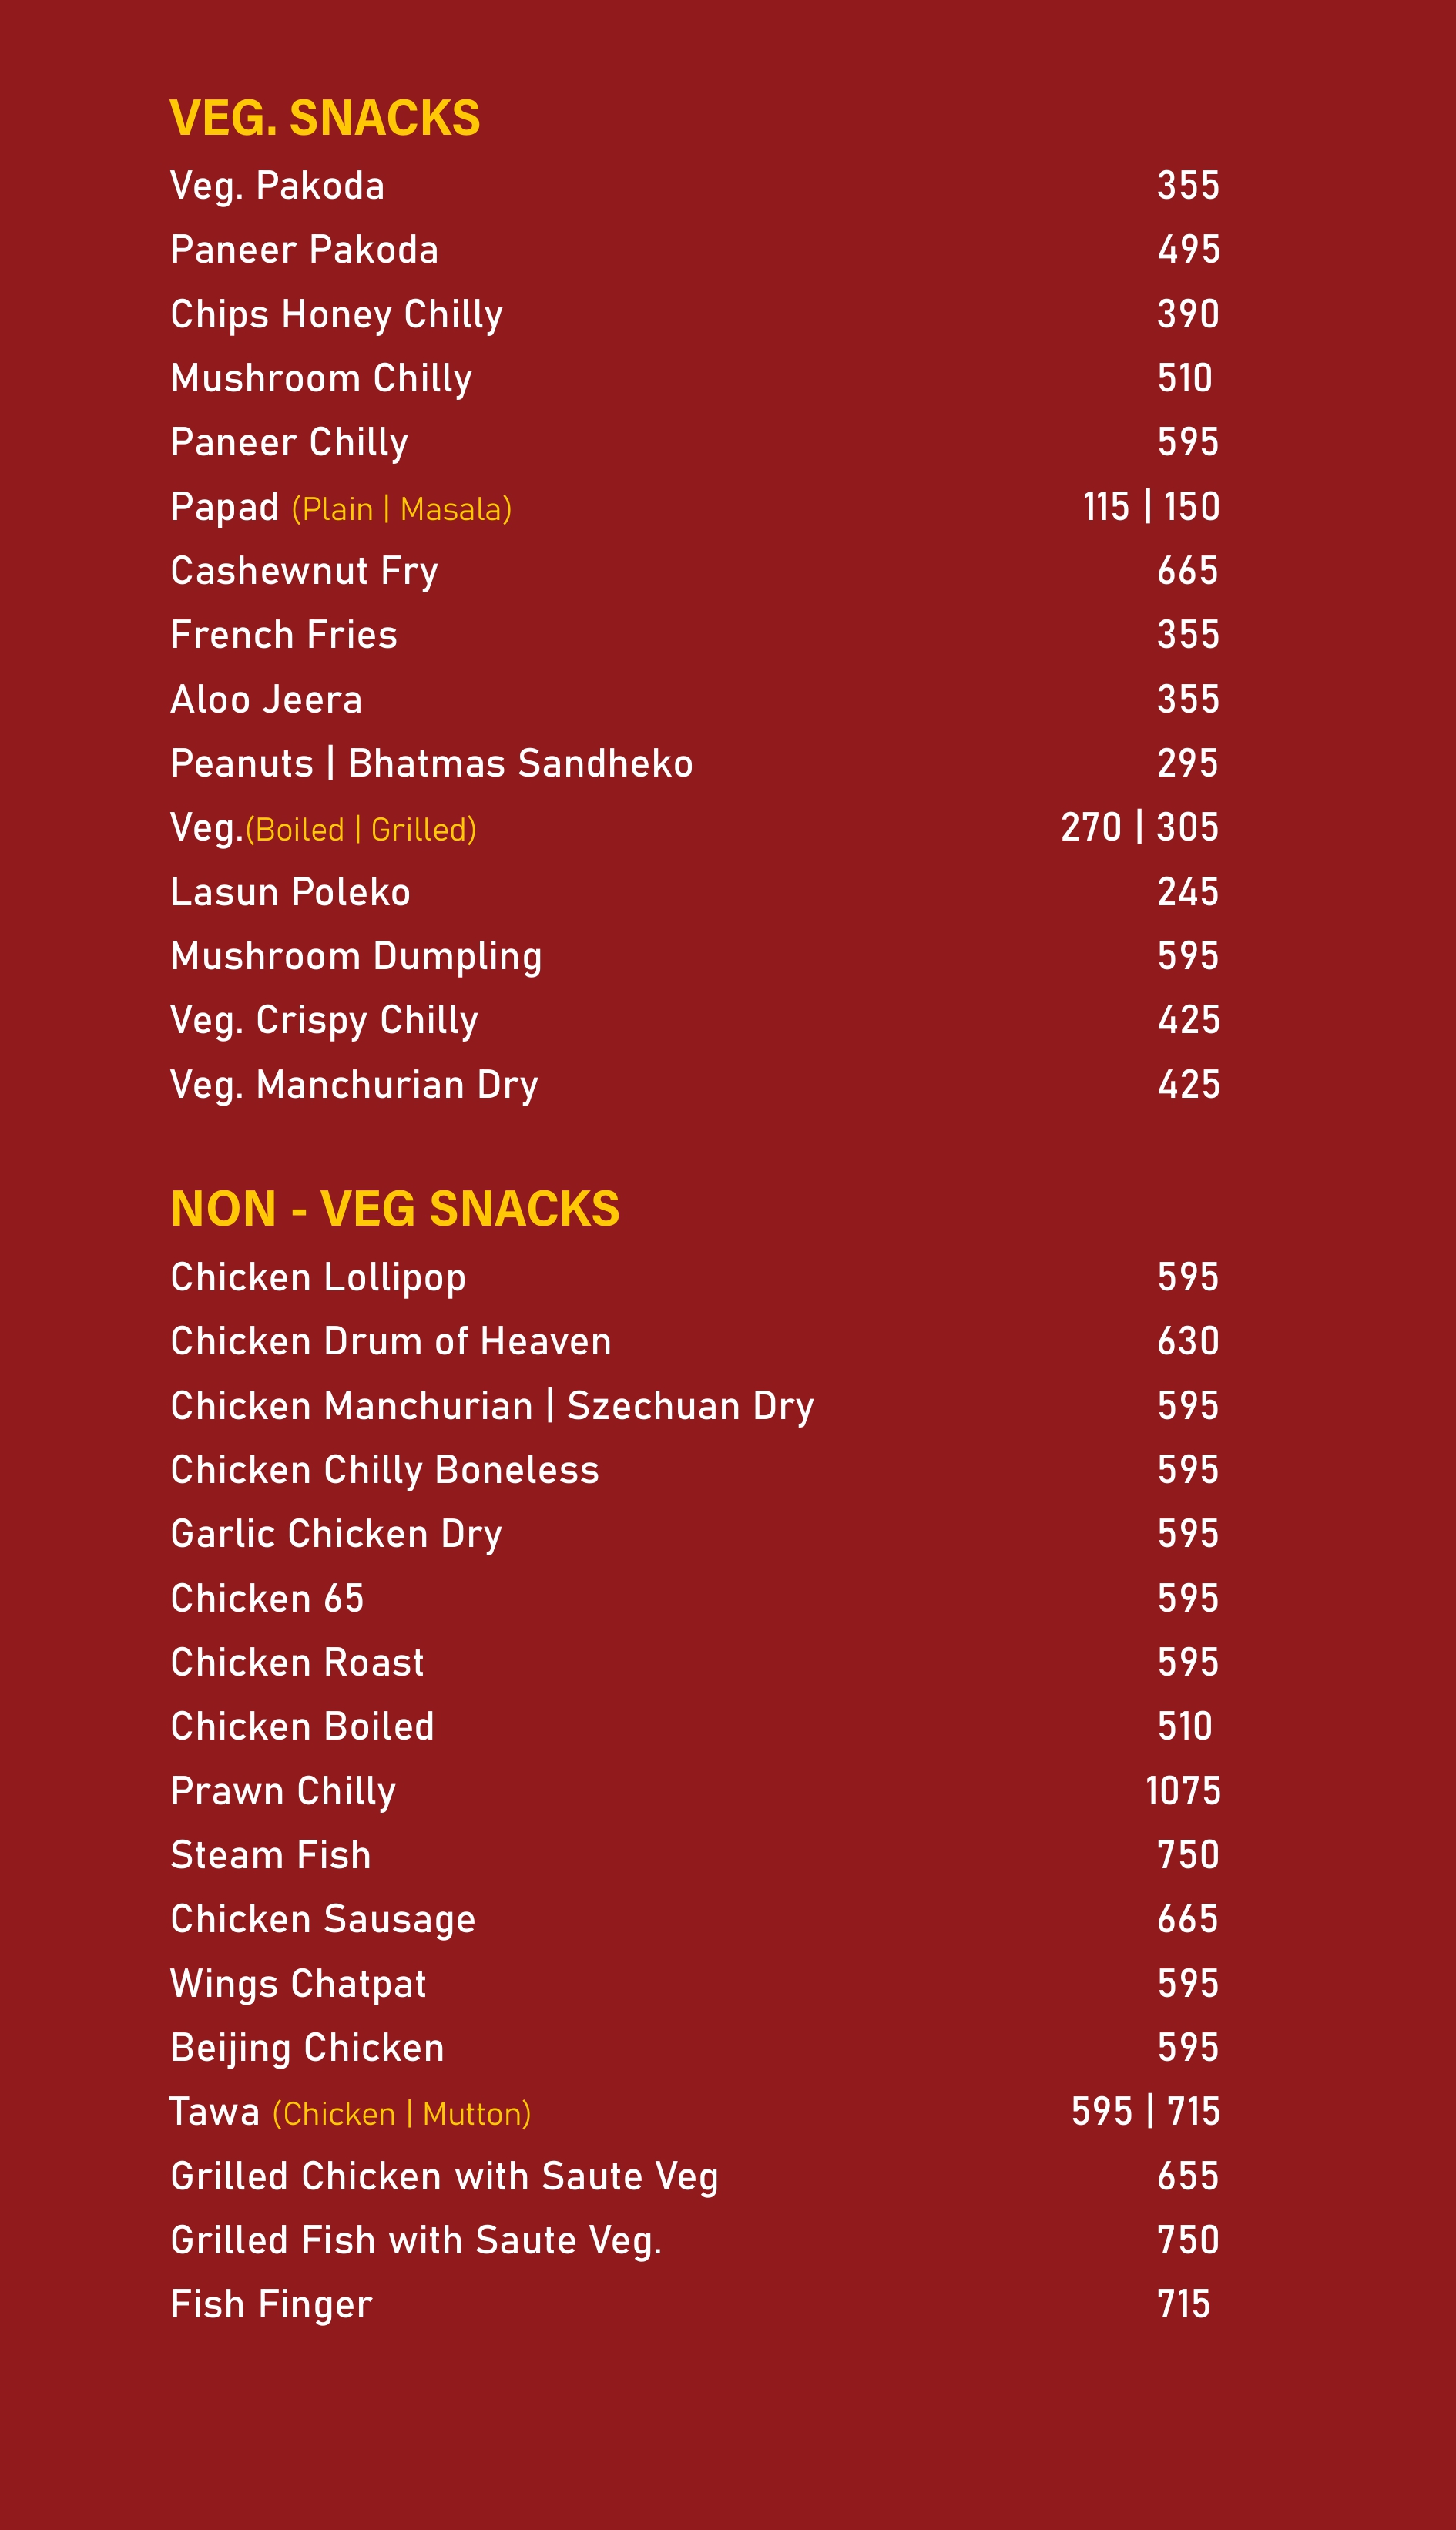 VEG. SNACKS
Veg. Pakoda 355
Paneer Pakoda 495
Chips Honey Chilly 390
Mushroom Chilly 510
Paneer Chilly 595
Papad (Plain | Masala) 115 | 150
Cashewnut Fry 665
French Fries 355
Aloo Jeera 355
Peanuts | Bhatmas Sandheko 295
Veg.(Boiled | Grilled) 270 | 305
Lasun Poleko 245
Mushroom Dumpling 595
Veg. Crispy Chilly 425
Veg. Manchurian Dry 425
NON - VEG SNACKS
Chicken Lollipop 595
Chicken Drum of Heaven 630
Chicken Manchurian | Szechuan Dry 595
Chicken Chilly Boneless 595
Garlic Chicken Dry 595
Chicken 65 595
Chicken Roast 595
Chicken Boiled 510
Prawn Chilly 1075
Steam Fish 750
Chicken Sausage 665
Wings Chatpat 595
Beijing Chicken 595
Tawa (Chicken | Mutton) 595 | 715
Grilled Chicken with Saute Veg 655
Grilled Fish with Saute Veg. 750
Fish Finger 715